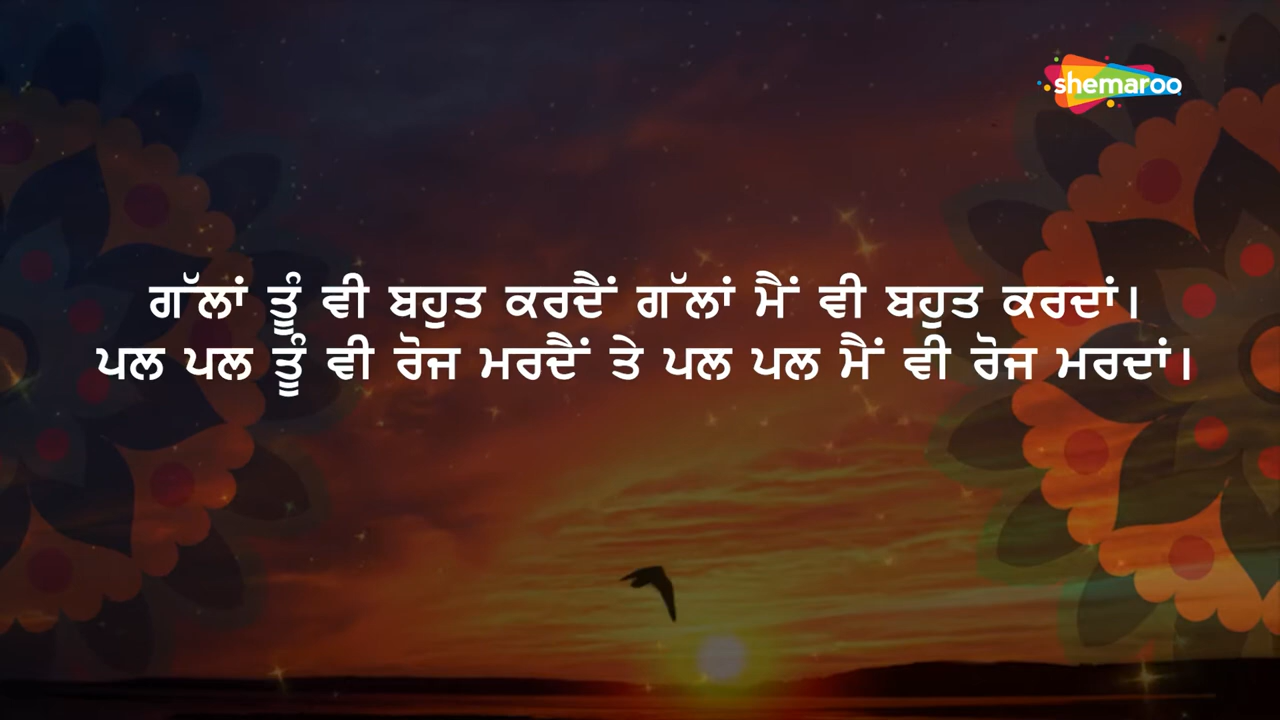 shemaroo
ਗੱਲਾਂ ਤੂੰ ਵੀ ਬਹੁਤ ਕਰਦੈਂ ਗੱਲਾਂ ਮੈਂ ਵੀ ਬਹੁਤ ਕਰਦਾਂ।
ਪਲ ਪਲ ਤੂੰ ਵੀ ਰੋਜ ਮਰਦੈਂ ਤੇ ਪਲ ਪਲ ਮੈਂ ਵੀ ਰੋਜ ਮਰਦਾਂ।